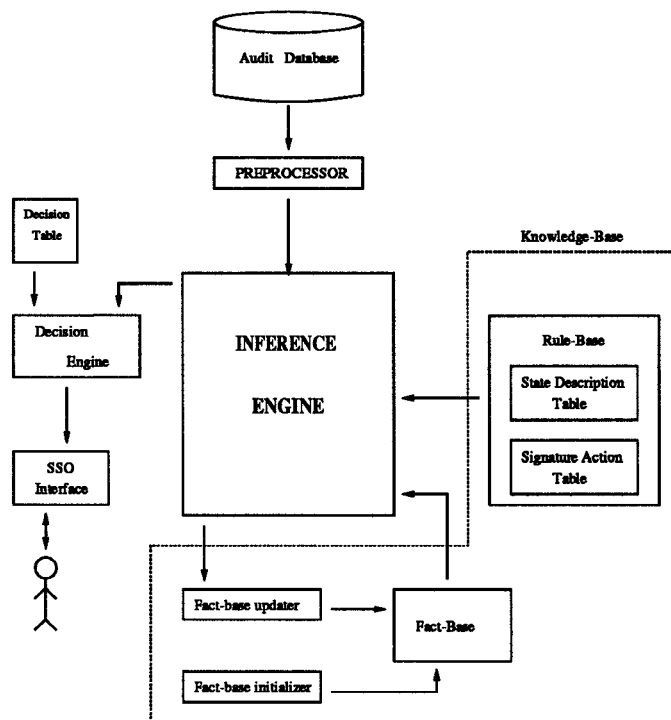 Audit Database
PREPROCESSOR
Decision
Table
Knowledge-Base
Decision
Engine
INFERENCE
ENGINE
Rule-Base
State Description
Table
Signature Action
Table
SSO
Interface
Fact-base updater
Fact-Base
Fact-base initializer